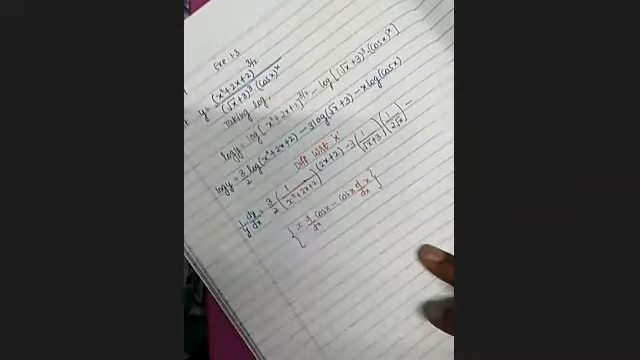 Exe: 1.3
y = (x²+2x+2)^3/2 / (√x+3)³ · (cos x)^x
Taking log.
log y = log[x²+2x+2]^3/2 − log[(√x+3)³ · (cos x)^x]
log y = 3/2 log(x²+2x+2) − 3 log(√x+3) − x log(cos x)
Diff w.r.t 'x'
1/y dy/dx = 3/2 (1/(x²+2x+2)) (2x+2) − 3 (1/(√x+3)) (1/(2√x)) −
{x d/dx cos x − cos x d/dx x}